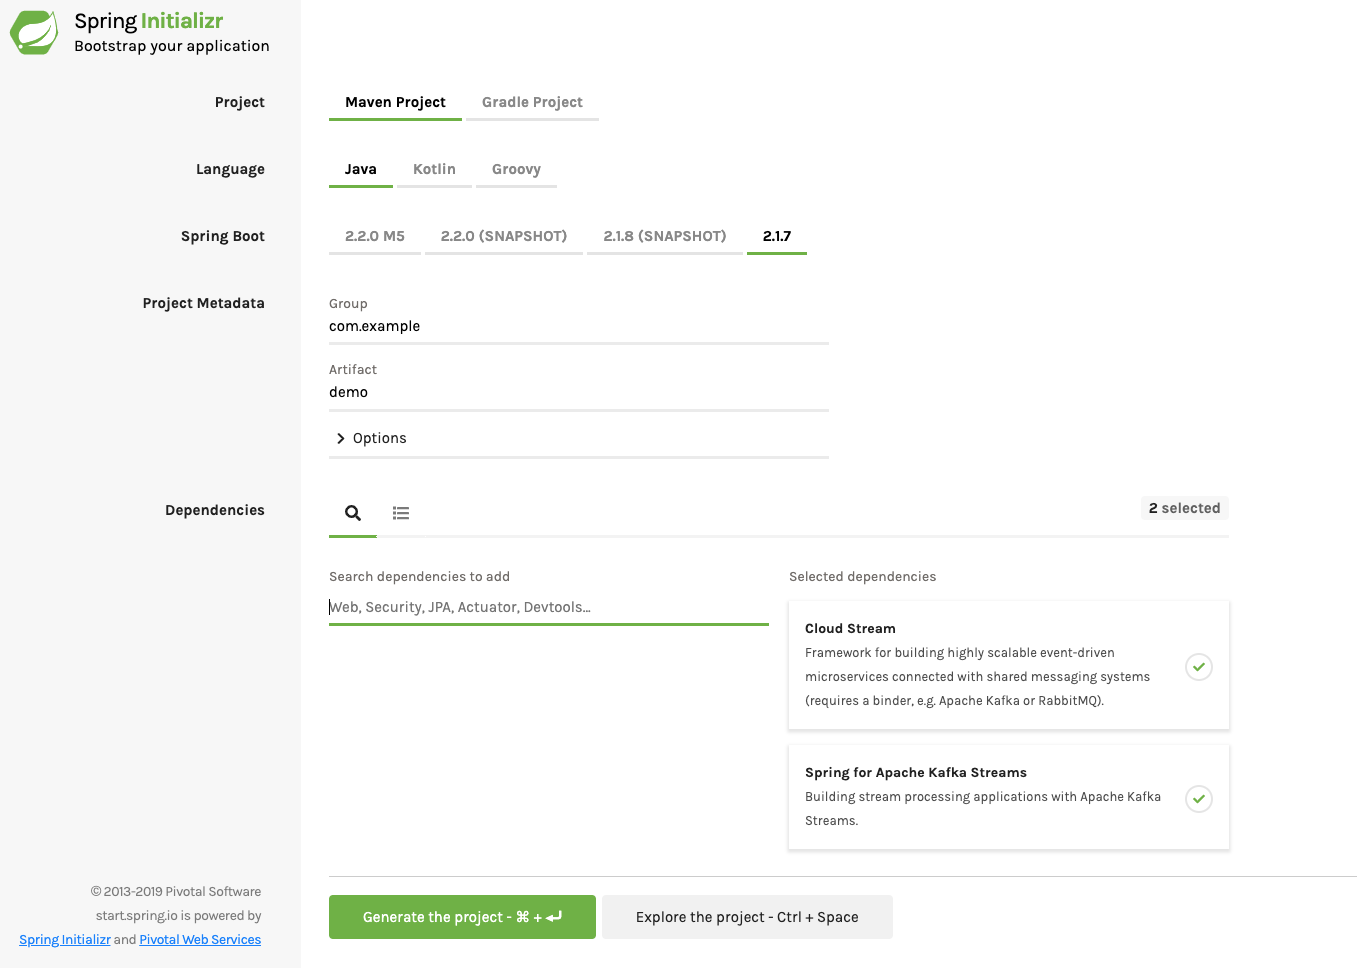 Spring Initializr
Bootstrap your application
Project
Maven Project
Gradle Project
Language
Java
Kotlin
Groovy
Spring Boot
2.2.0 M5
2.2.0 (SNAPSHOT)
2.1.8 (SNAPSHOT)
2.1.7
Project Metadata
Group
com.example
Artifact
demo
Options
Dependencies
2 selected
Search dependencies to add
Web, Security, JPA, Actuator, Devtools...
Selected dependencies
Cloud Stream
Framework for building highly scalable event-driven
microservices connected with shared messaging systems
(requires a binder, e.g. Apache Kafka or RabbitMQ).
Spring for Apache Kafka Streams
Building stream processing applications with Apache Kafka
Streams.
© 2013-2019 Pivotal Software
start.spring.io is powered by
Spring Initializr and Pivotal Web Services
Generate the project - ⌘ + ⏎
Explore the project - Ctrl + Space